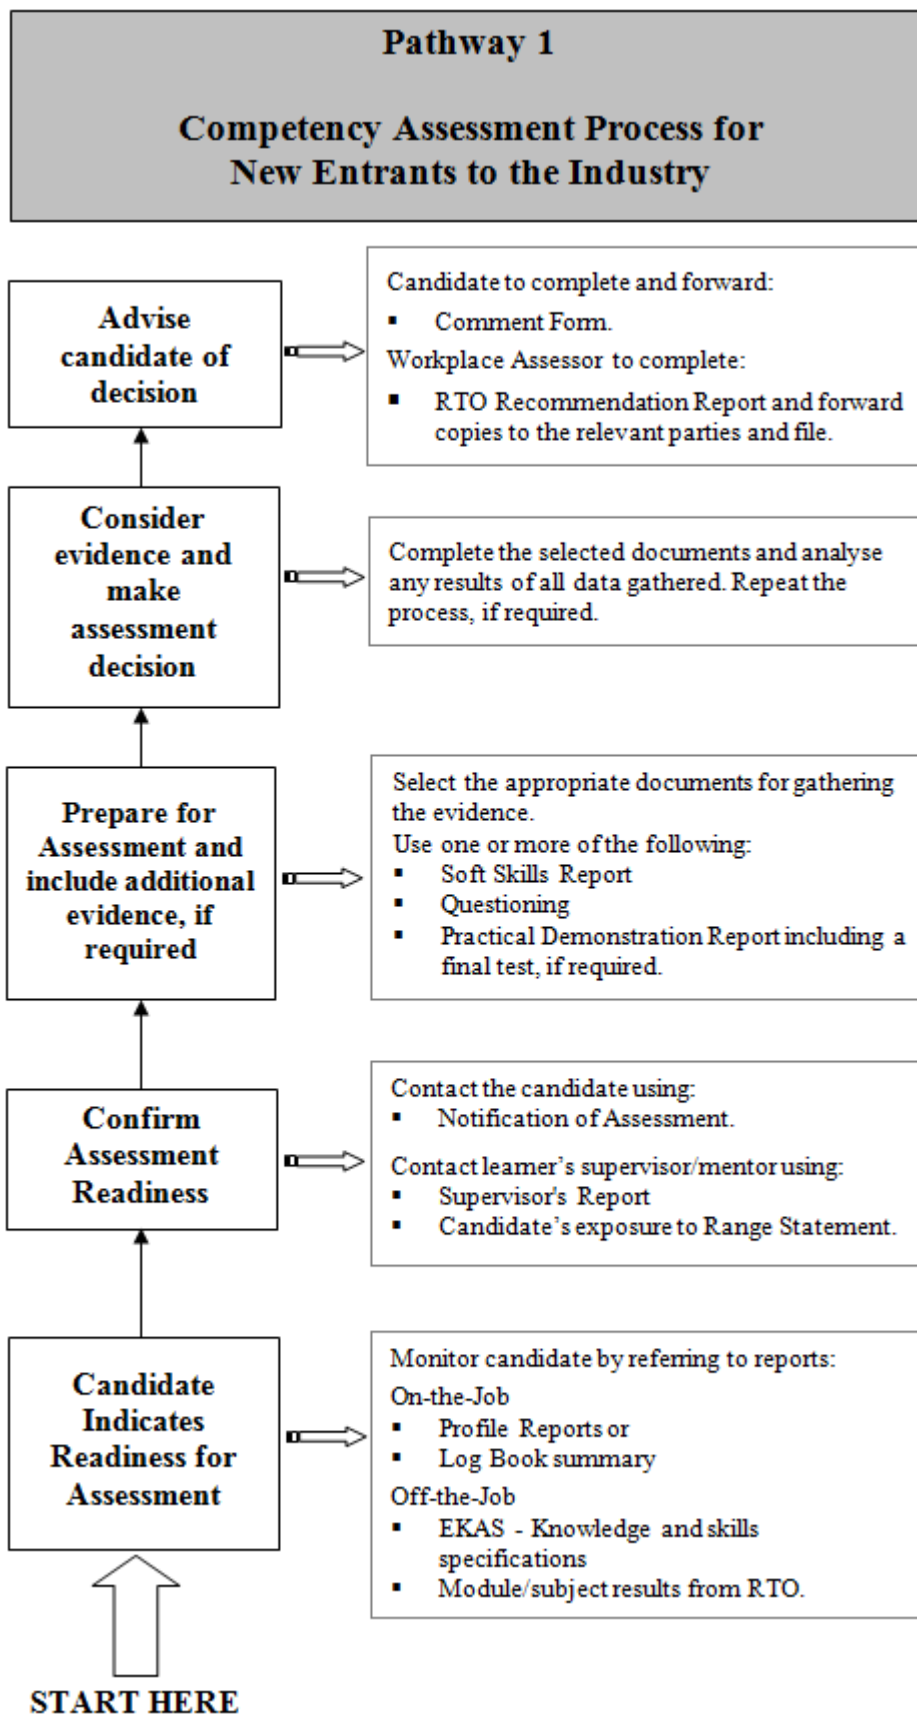 Pathway 1
Competency Assessment Process for
New Entrants to the Industry
Advise
candidate of
decision
Candidate to complete and forward:
▪ Comment Form.
Workplace Assessor to complete:
▪ RTO Recommendation Report and forward
copies to the relevant parties and file.
Consider
evidence and
make
assessment
decision
Complete the selected documents and analyse
any results of all data gathered. Repeat the
process, if required.
Prepare for
Assessment and
include additional
evidence, if
required
Select the appropriate documents for gathering
the evidence.
Use one or more of the following:
▪ Soft Skills Report
▪ Questioning
▪ Practical Demonstration Report including a
final test, if required.
Confirm
Assessment
Readiness
Contact the candidate using:
▪ Notification of Assessment.
Contact learner’s supervisor/mentor using:
▪ Supervisor's Report
▪ Candidate’s exposure to Range Statement.
Candidate
Indicates
Readiness for
Assessment
Monitor candidate by referring to reports:
On-the-Job
▪ Profile Reports or
▪ Log Book summary
Off-the-Job
▪ EKAS - Knowledge and skills
specifications
▪ Module/subject results from RTO.
START HERE